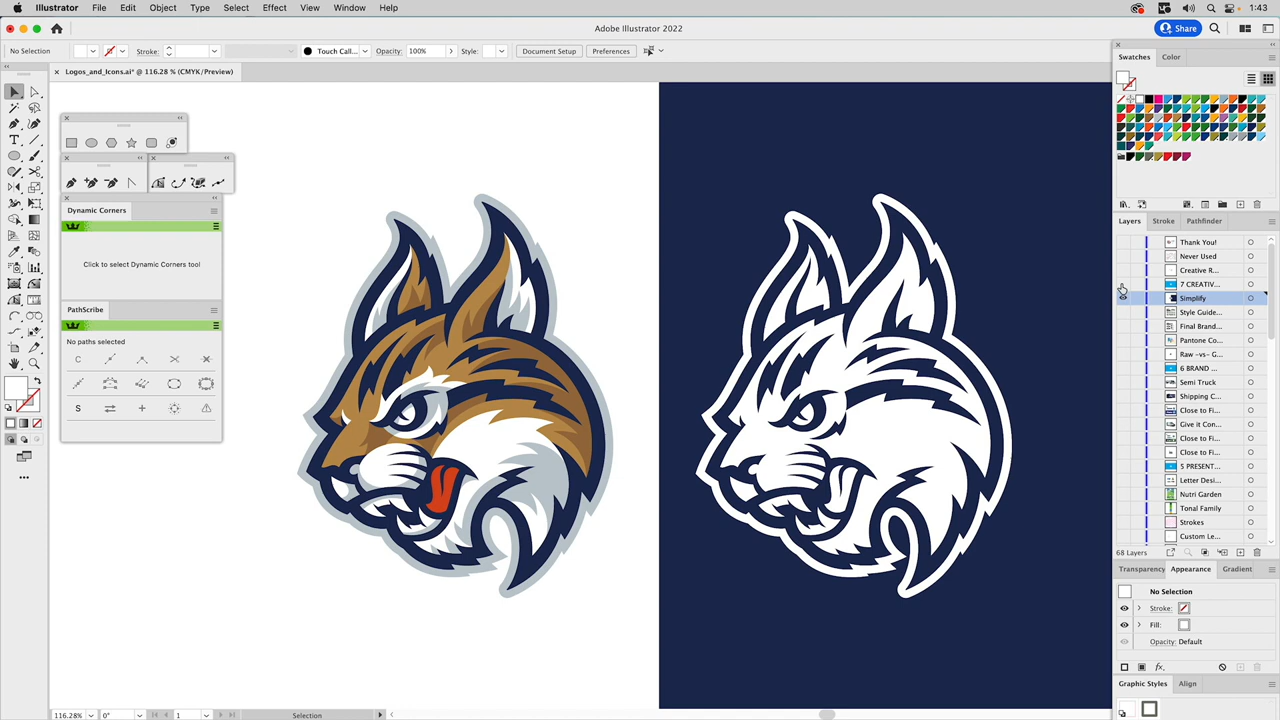 Illustrator File Edit Object Type Select Effect View Window Help 1:43
Adobe Illustrator 2022
Share
No Selection Stroke: Touch Call... Opacity: 100% Style: Document Setup Preferences
Logos_and_Icons.ai* @ 116.28 % (CMYK/Preview)
Swatches Color
Dynamic Corners
Click to select Dynamic Corners tool
PathScribe
No paths selected
Layers Stroke Pathfinder
Thank You!
Never Used
Creative R...
7 CREATIV...
Simplify
Style Guide...
Final Brand...
Pantone Co...
Raw -vs- G...
6 BRAND ...
Semi Truck
Shipping C...
Close to Fi...
Give it Con...
Close to Fi...
Close to Fi...
5 PRESENT...
Letter Desi...
Nutri Garden
Tonal Family
Strokes
Custom Le...
68 Layers
Transparency Appearance Gradient
No Selection
Stroke:
Fill:
Opacity: Default
fx
Graphic Styles Align
116.28% 0° 1 Selection